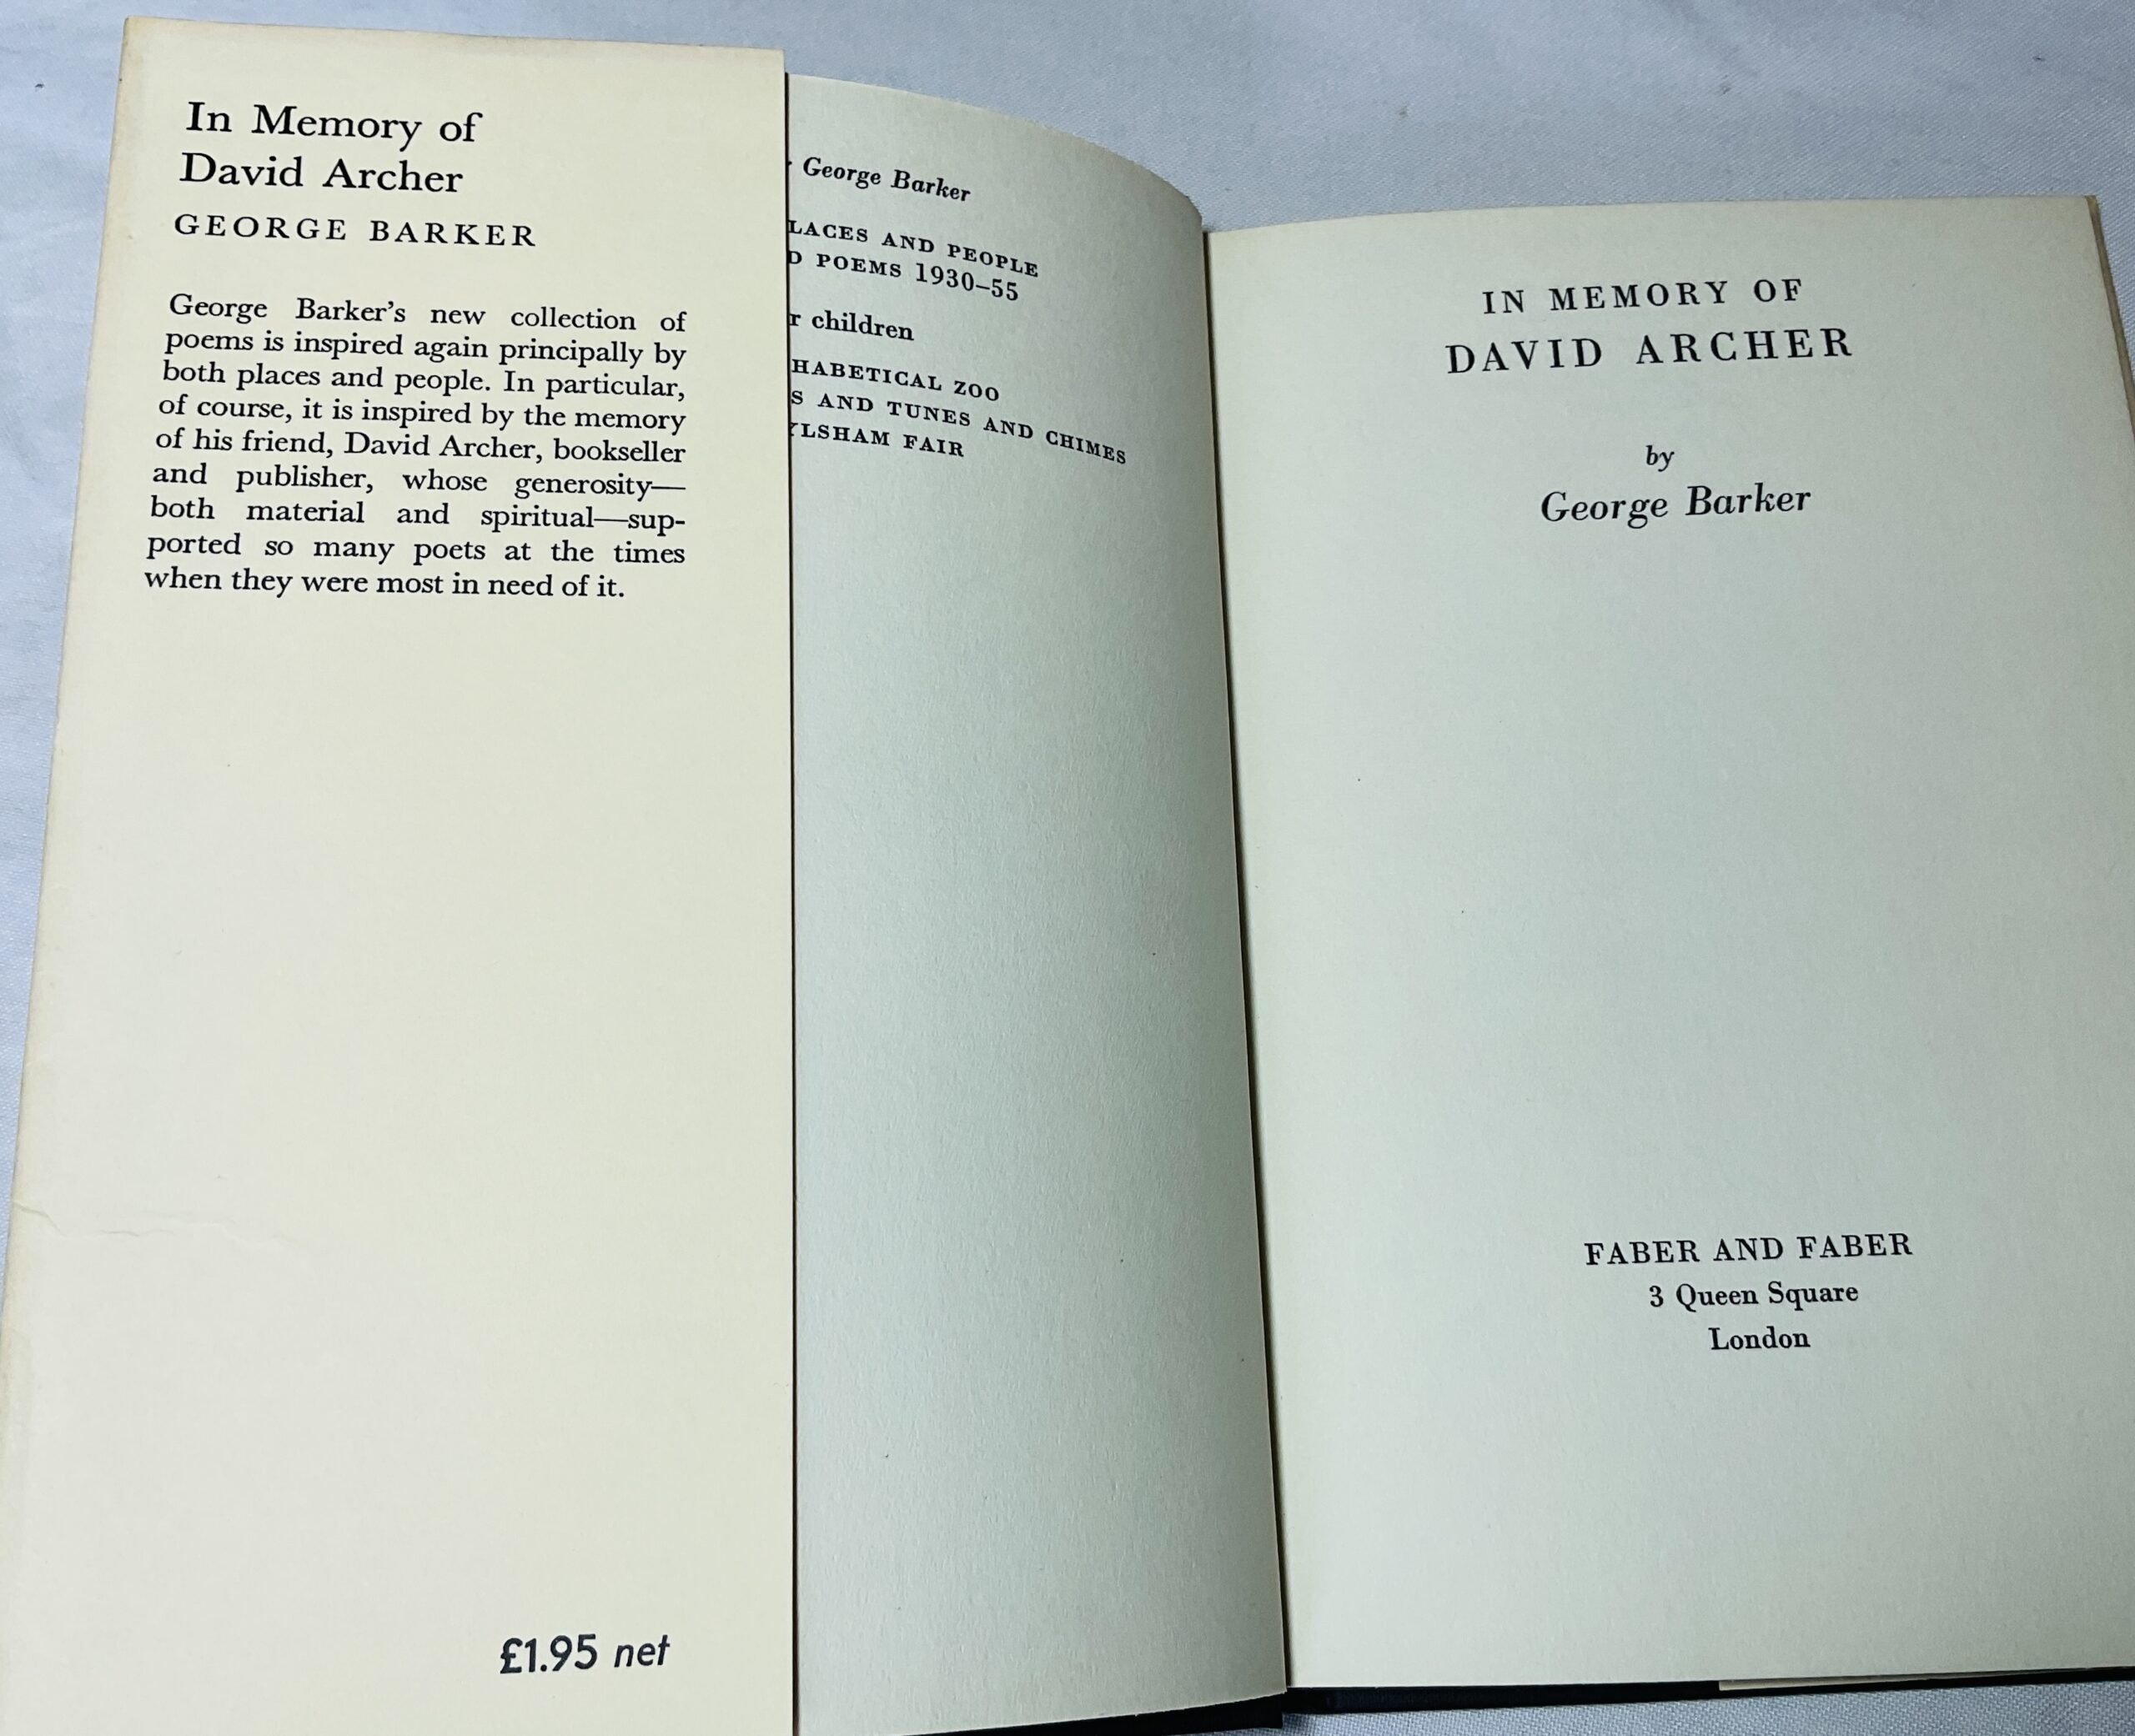 In Memory of
David Archer
GEORGE BARKER
George Barker's new collection of
poems is inspired again principally by
both places and people. In particular,
of course, it is inspired by the memory
of his friend, David Archer, bookseller
and publisher, whose generosity—
both material and spiritual—sup-
ported so many poets at the times
when they were most in need of it.
£1.95 net
George Barker
LACES AND PEOPLE
D POEMS 1930–55
r children
HABETICAL ZOO
S AND TUNES AND CHIMES
YLSHAM FAIR
IN MEMORY OF
DAVID ARCHER
by
George Barker
FABER AND FABER
3 Queen Square
London